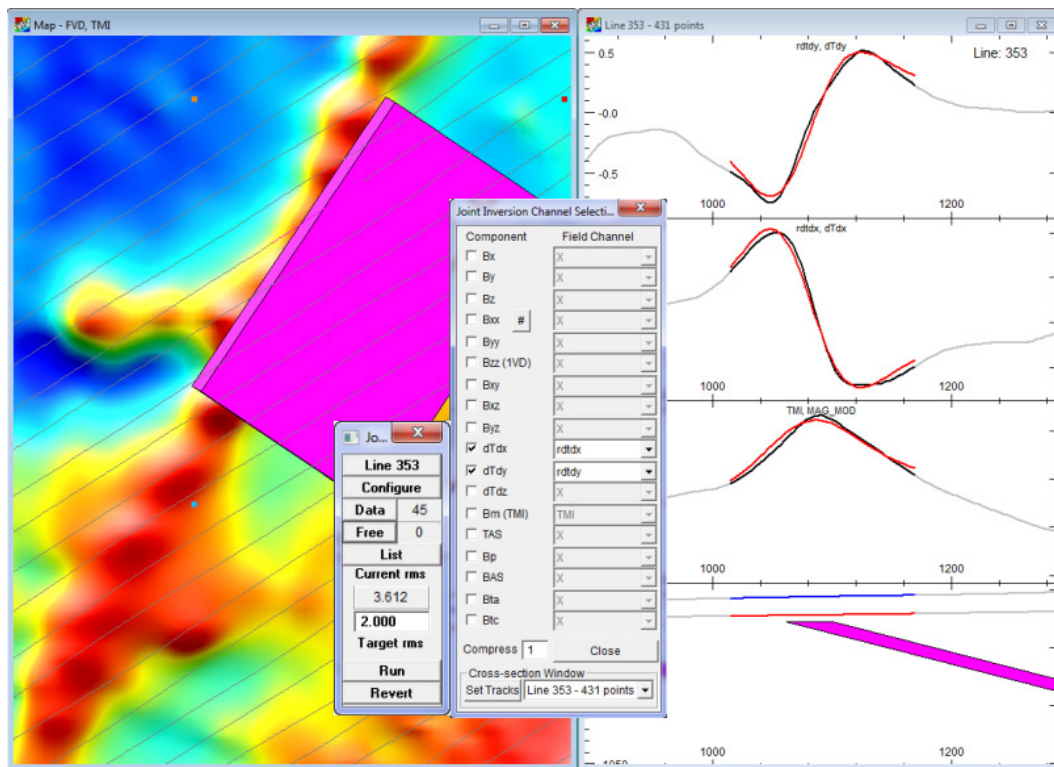 Map - FVD, TMI
Line 353 - 431 points
rdtdy, dTdy
Line: 353
0.5
-0.0
-0.5
1000
1200
rdtdx, dTdx
1000
1200
TMI, MAG_MOD
1000
1200
1000
1200
Joint Inversion Channel Selecti...
Component Field Channel
Bx X
By X
Bz X
Bxx # X
Byy X
Bzz (1VD) X
Bxy X
Bxz X
Byz X
dTdx rdtdx
dTdy rdtdy
dTdz X
Bm (TMI) TMI
TAS X
Bp X
BAS X
Bta X
Btc X
Compress 1 Close
Cross-section Window
Set Tracks Line 353 - 431 points
Jo...
Line 353
Configure
Data 45
Free 0
List
Current rms
3.612
2.000
Target rms
Run
Revert